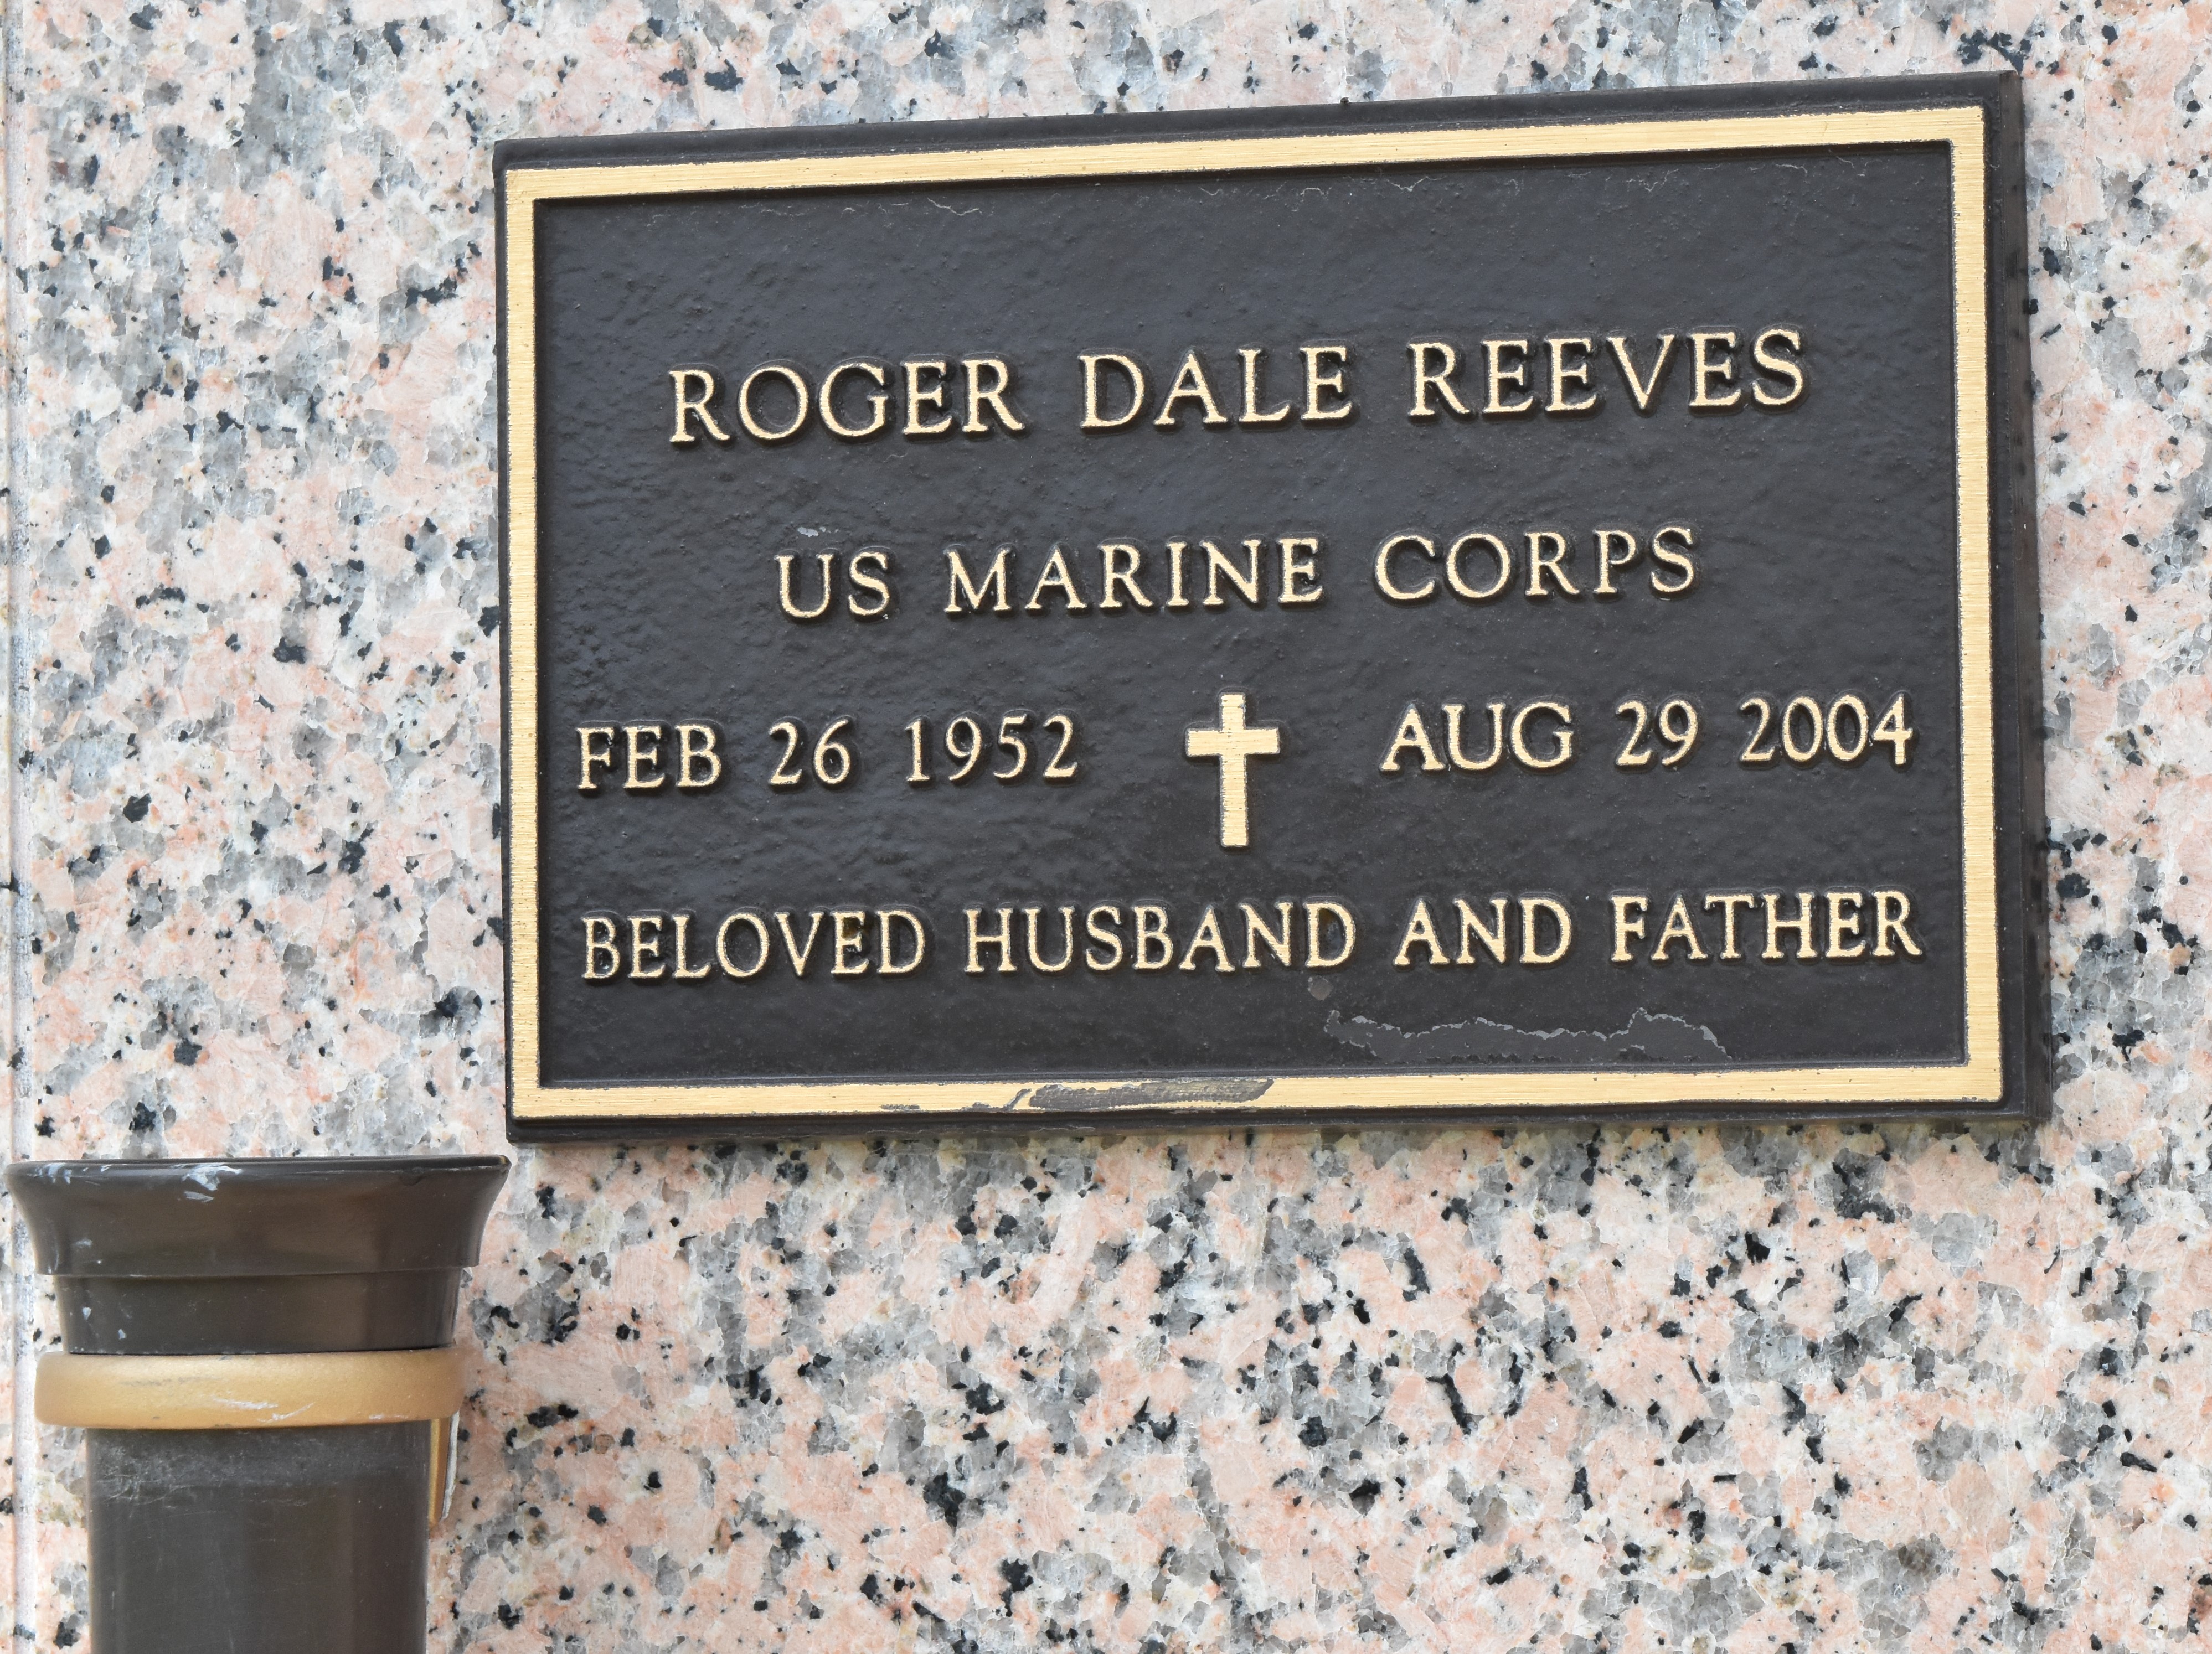 ROGER DALE REEVES
US MARINE CORPS
FEB 26 1952 AUG 29 2004
BELOVED HUSBAND AND FATHER